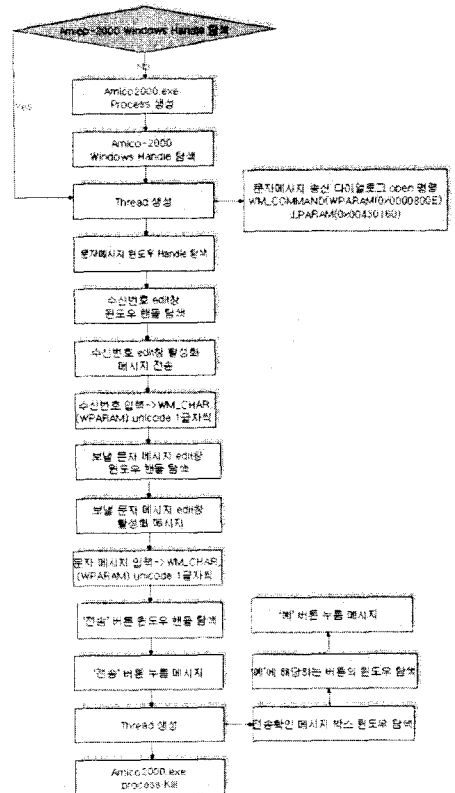 Amico-2000 Windows Handle 탐색
No
Yes
Amico2000.exe
Process 생성
Amico-2000
Windows Handle 탐색
Thread 생성
문자메시지 송신 다이얼로그 open 명령
WM_COMMAND(WPARAM(0x0000800E)
LPARAM(0x00430160)
문자메시지 윈도우 Handle 탐색
수신번호 edit창
윈도우 핸들 탐색
수신번호 edit창 활성화
메시지 전송
수신번호 입력->WM_CHAR
(WPARAM) unicode 1글자씩
보낼 문자 메시지 edit창
윈도우 핸들 탐색
보낼 문자 메시지 edit창
활성화 메시지
문자 메시지 입력->WM_CHAR
(WPARAM) unicode 1글자씩
'전송' 버튼 윈도우 핸들 탐색
'예' 버튼 누름 메시지
'전송' 버튼 누름 메시지
'예'에 해당하는 버튼의 윈도우 탐색
Thread 생성
전송확인 메시지 박스 윈도우 탐색
Amico2000.exe
process Kill